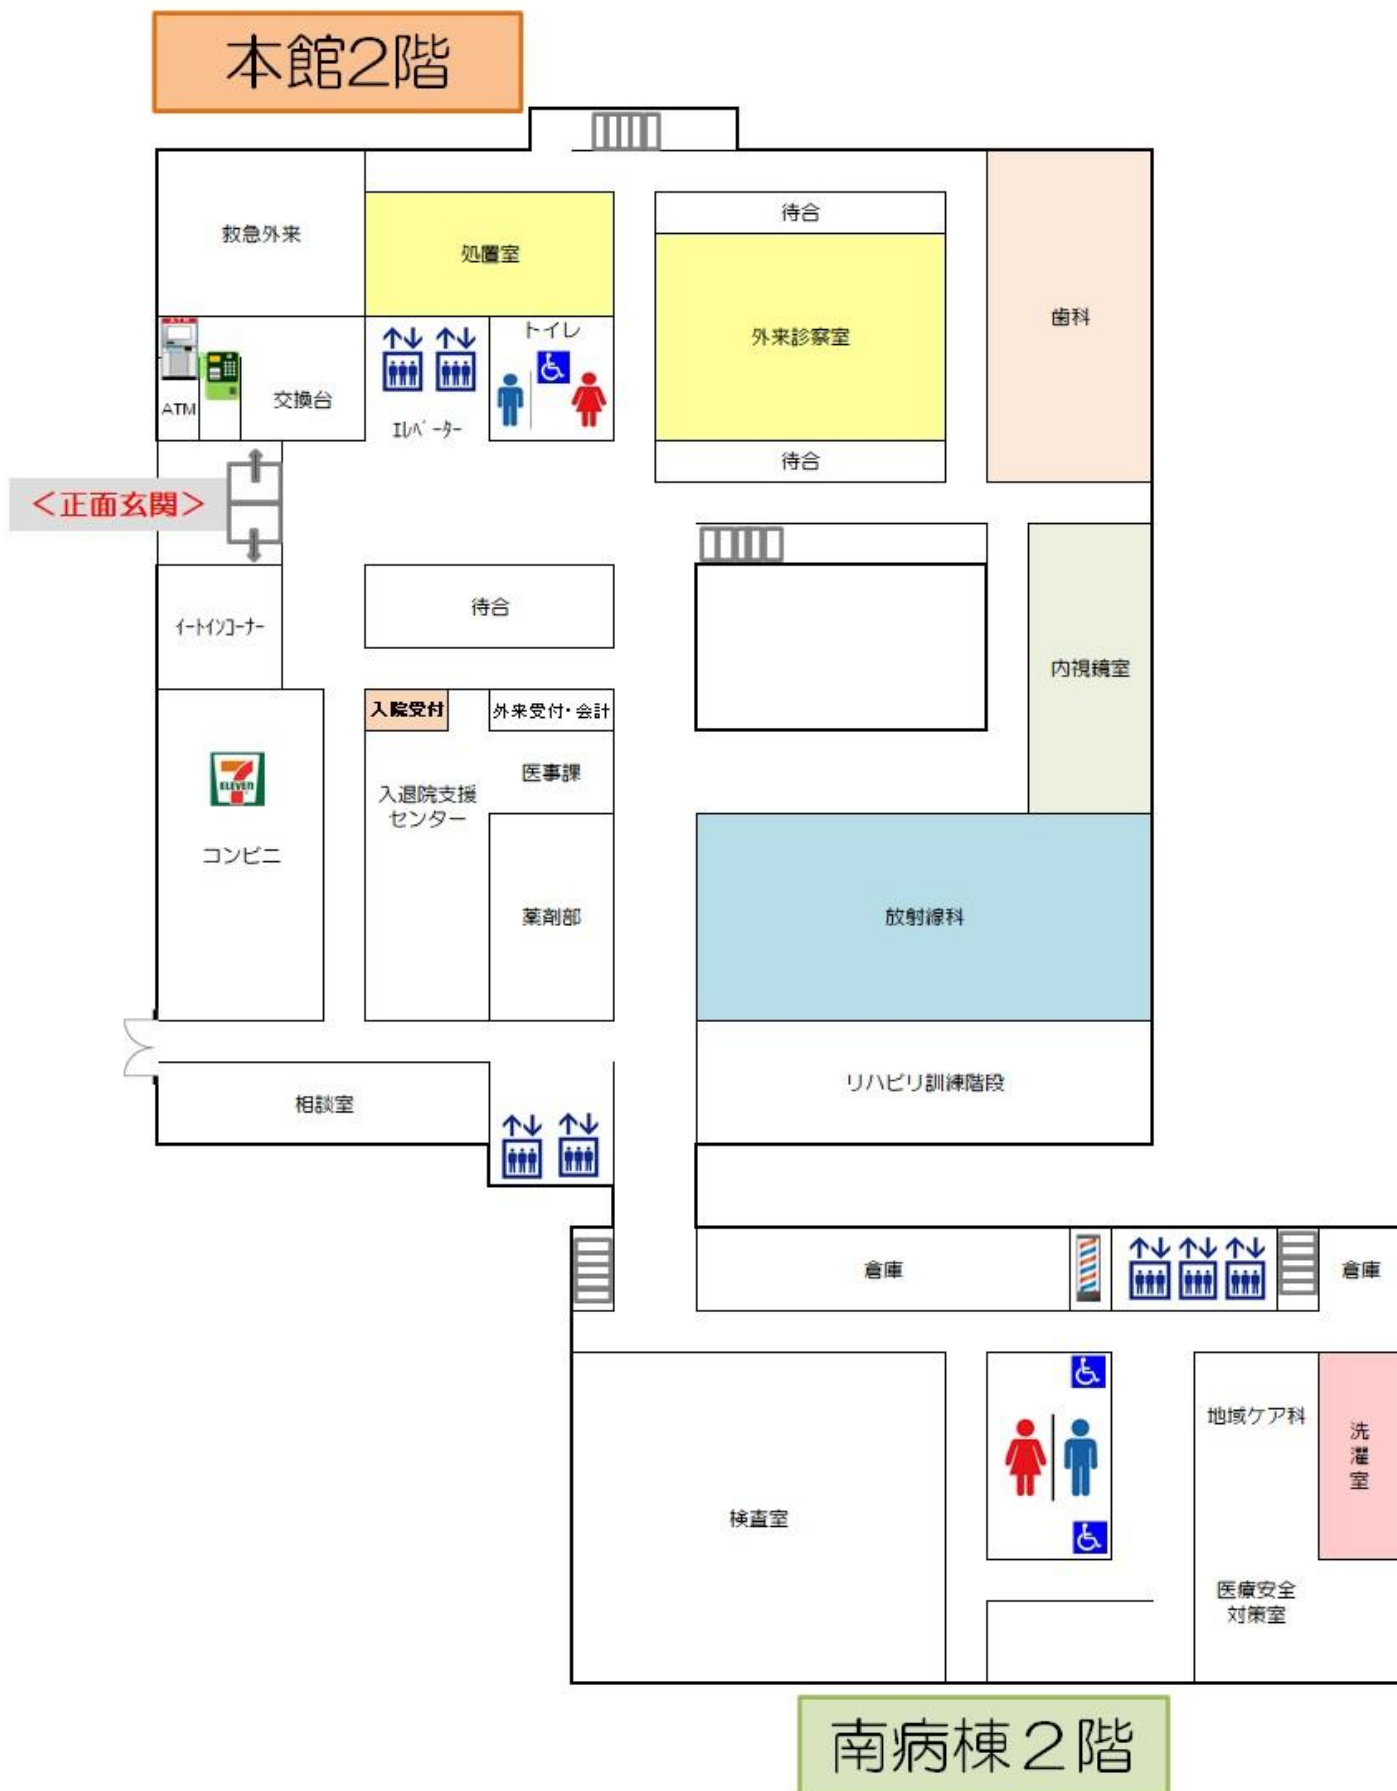 本館2階
待合
救急外来
処置室
歯科
外来診察室
トイレ
ATM
ATM
交換台
ｴﾚﾍﾞｰﾀｰ
待合
＜正面玄関＞
待合
ｲｰﾄｲﾝｺｰﾅｰ
内視鏡室
入院受付
外来受付・会計
医事課
7
ELEVEN
入退院支援
センター
コンビニ
薬剤部
放射線科
リハビリ訓練階段
相談室
倉庫
倉庫
地域ケア科
洗
濯
室
検査室
医療安全
対策室
南病棟２階